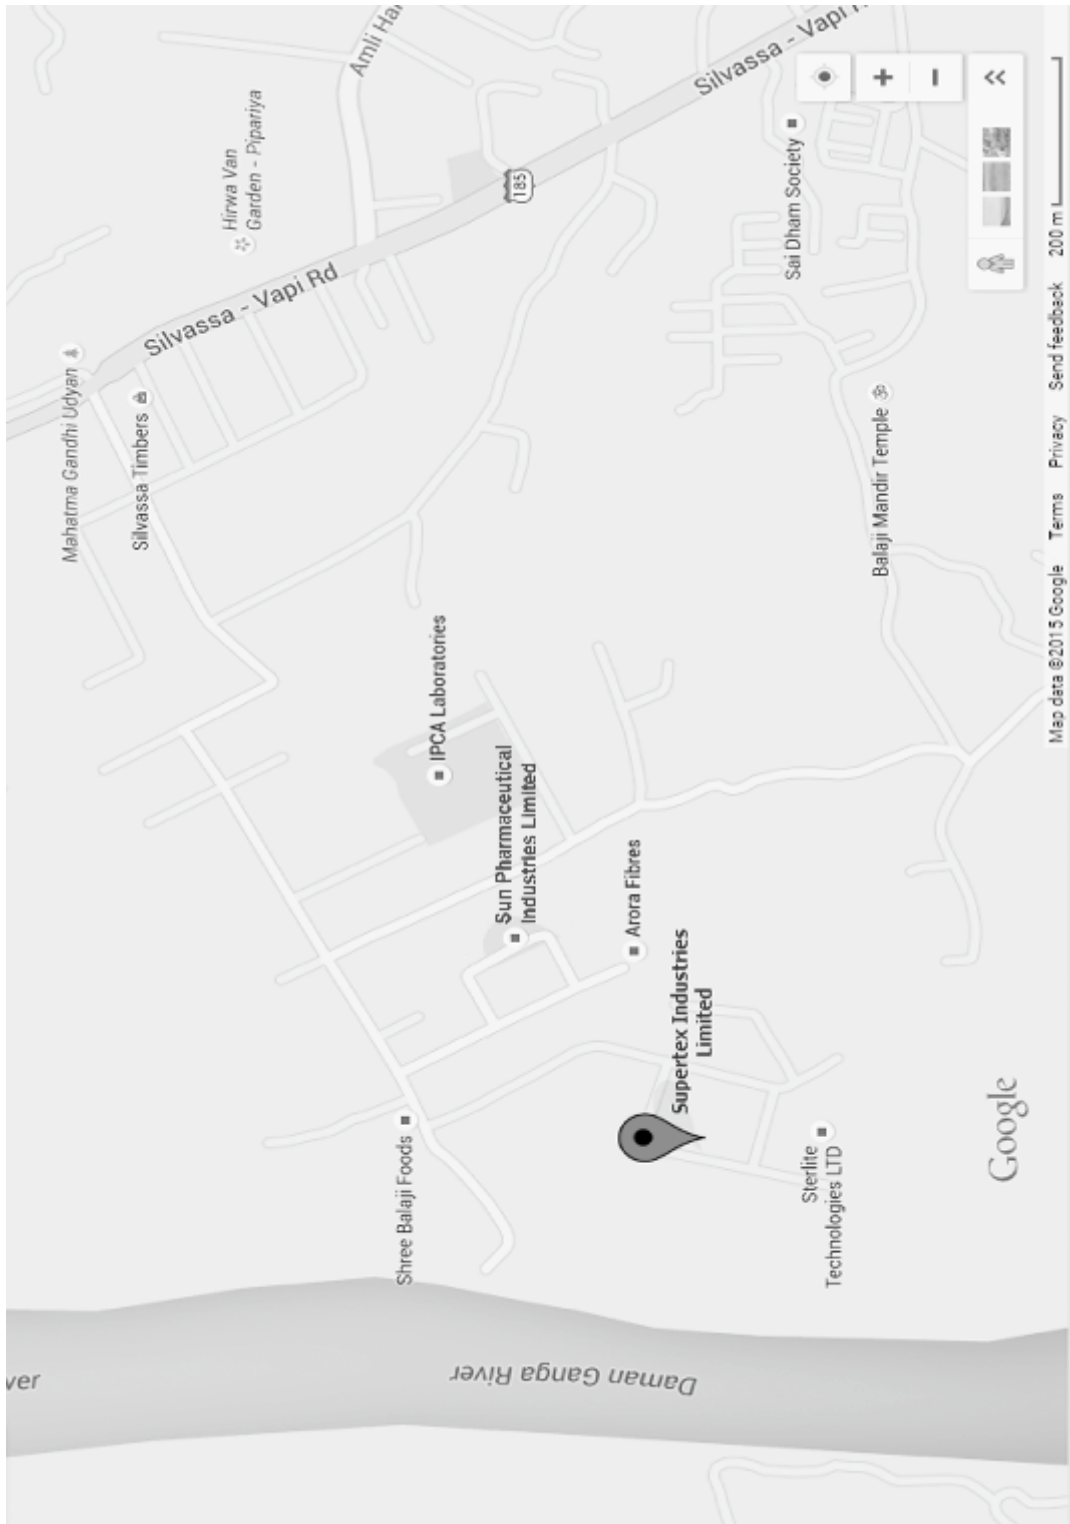 Mahatma Gandhi Udyan
Silvassa Timbers
Silvassa - Vapi Rd
Hirwa Van
Garden - Pipariya
Amli
185
Silvassa - Vapi
Sai Dham Society
Balaji Mandir Temple
IPCA Laboratories
Sun Pharmaceutical
Industries Limited
Arora Fibres
Supertex Industries
Limited
Shree Balaji Foods
Sterlite
Technologies LTD
Daman Ganga River
Google
Map data ©2015 Google Terms Privacy Send feedback 200 m